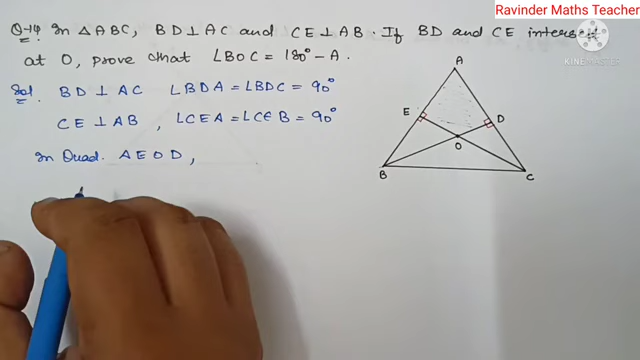 Ravinder Maths Teacher
Q-14 In △ABC, BD⊥AC and CE⊥AB. If BD and CE intersect
at O, prove that ∠BOC = 180° - A.
KINEMASTER
Sol. BD ⊥ AC ∠BDA = ∠BDC = 90°
CE ⊥ AB, ∠CEA = ∠CEB = 90°
In Quad. AEOD,
A
E
D
O
B
C